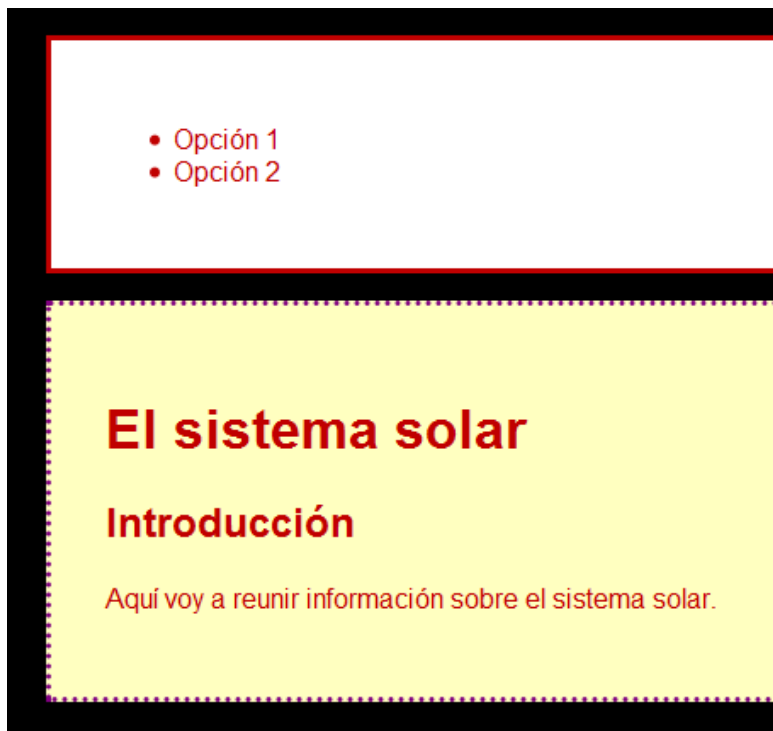 Opción 1
Opción 2
El sistema solar
Introducción
Aquí voy a reunir información sobre el sistema solar.